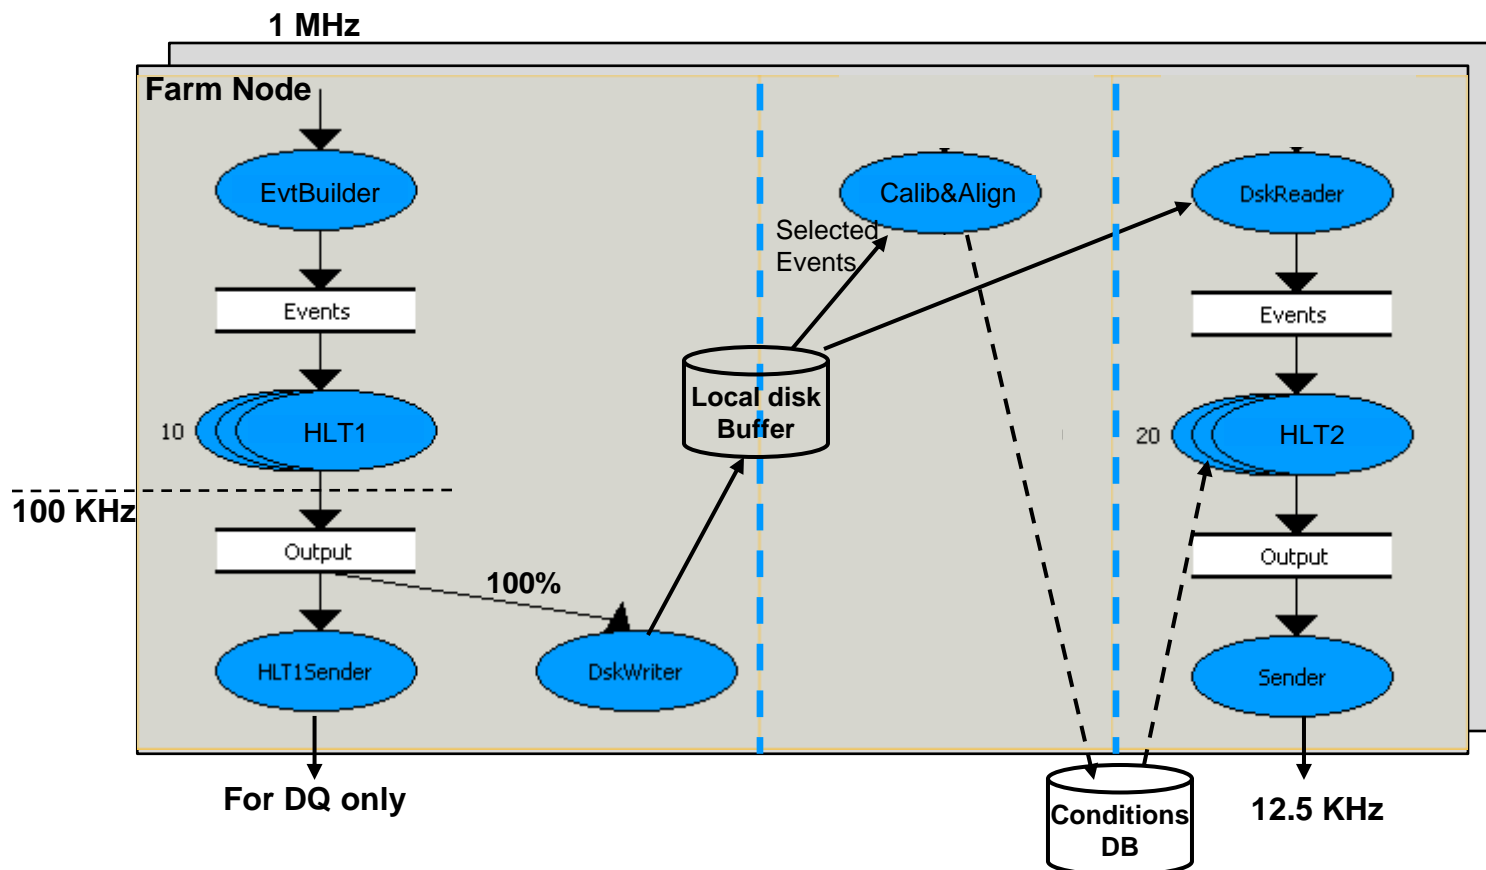 1 MHz
Farm Node
EvtBuilder
Calib&Align
DskReader
Selected
Events
Events
Events
Local disk
Buffer
10
HLT1
20
HLT2
100 KHz
Output
Output
100%
HLT1Sender
DskWriter
Sender
For DQ only
Conditions
DB
12.5 KHz